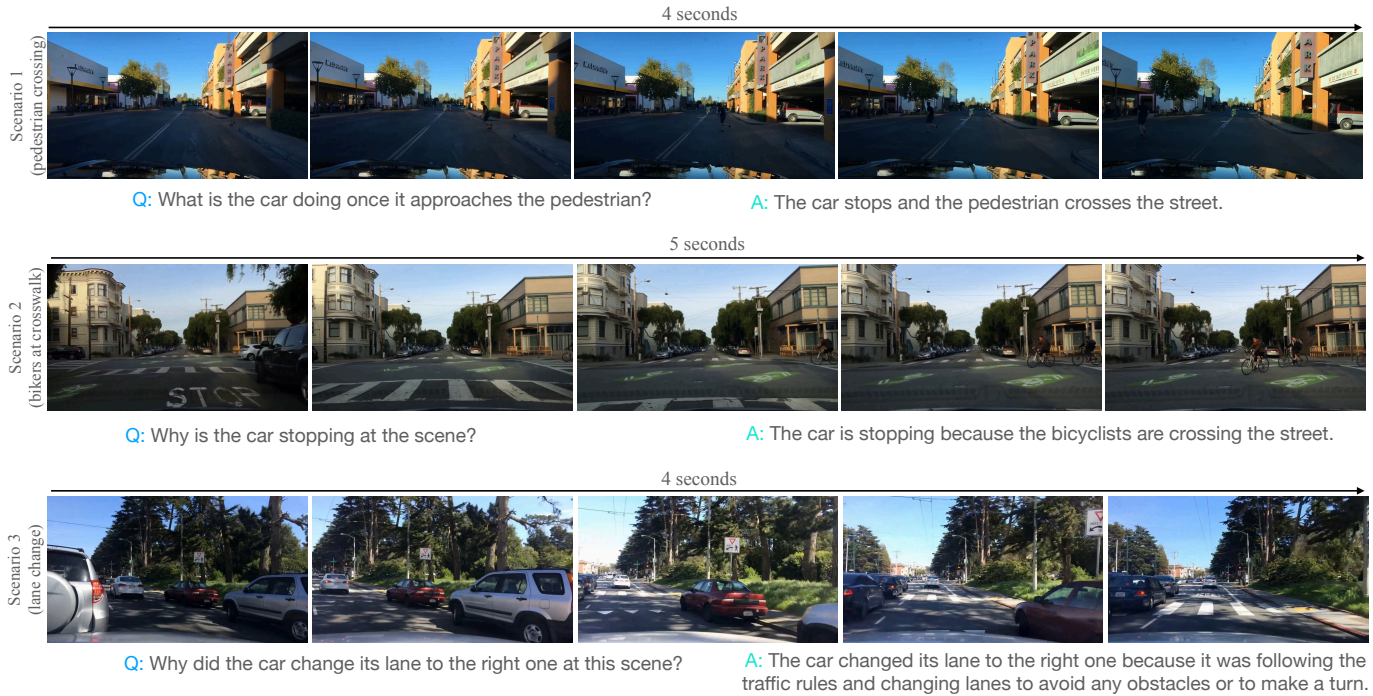 4 seconds
Scenario 1
(pedestrian crossing)
PARK
Q: What is the car doing once it approaches the pedestrian?
A: The car stops and the pedestrian crosses the street.
5 seconds
Scenario 2
(bikers at crosswalk)
STOP
Q: Why is the car stopping at the scene?
A: The car is stopping because the bicyclists are crossing the street.
4 seconds
Scenario 3
(lane change)
Q: Why did the car change its lane to the right one at this scene?
A: The car changed its lane to the right one because it was following the
traffic rules and changing lanes to avoid any obstacles or to make a turn.